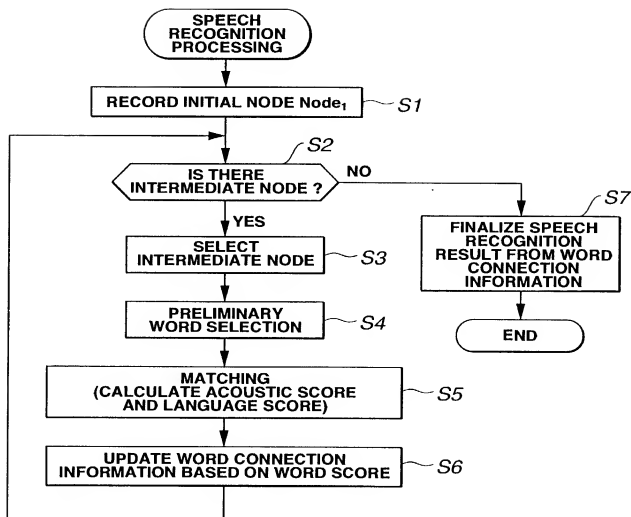 SPEECH
RECOGNITION
PROCESSING
RECORD INITIAL NODE Node₁
S1
S2
IS THERE
INTERMEDIATE NODE ?
NO
YES
S7
FINALIZE SPEECH
RECOGNITION
RESULT FROM WORD
CONNECTION
INFORMATION
SELECT
INTERMEDIATE NODE
S3
END
PRELIMINARY
WORD SELECTION
S4
MATCHING
(CALCULATE ACOUSTIC SCORE
AND LANGUAGE SCORE)
S5
UPDATE WORD CONNECTION
INFORMATION BASED ON WORD SCORE
S6